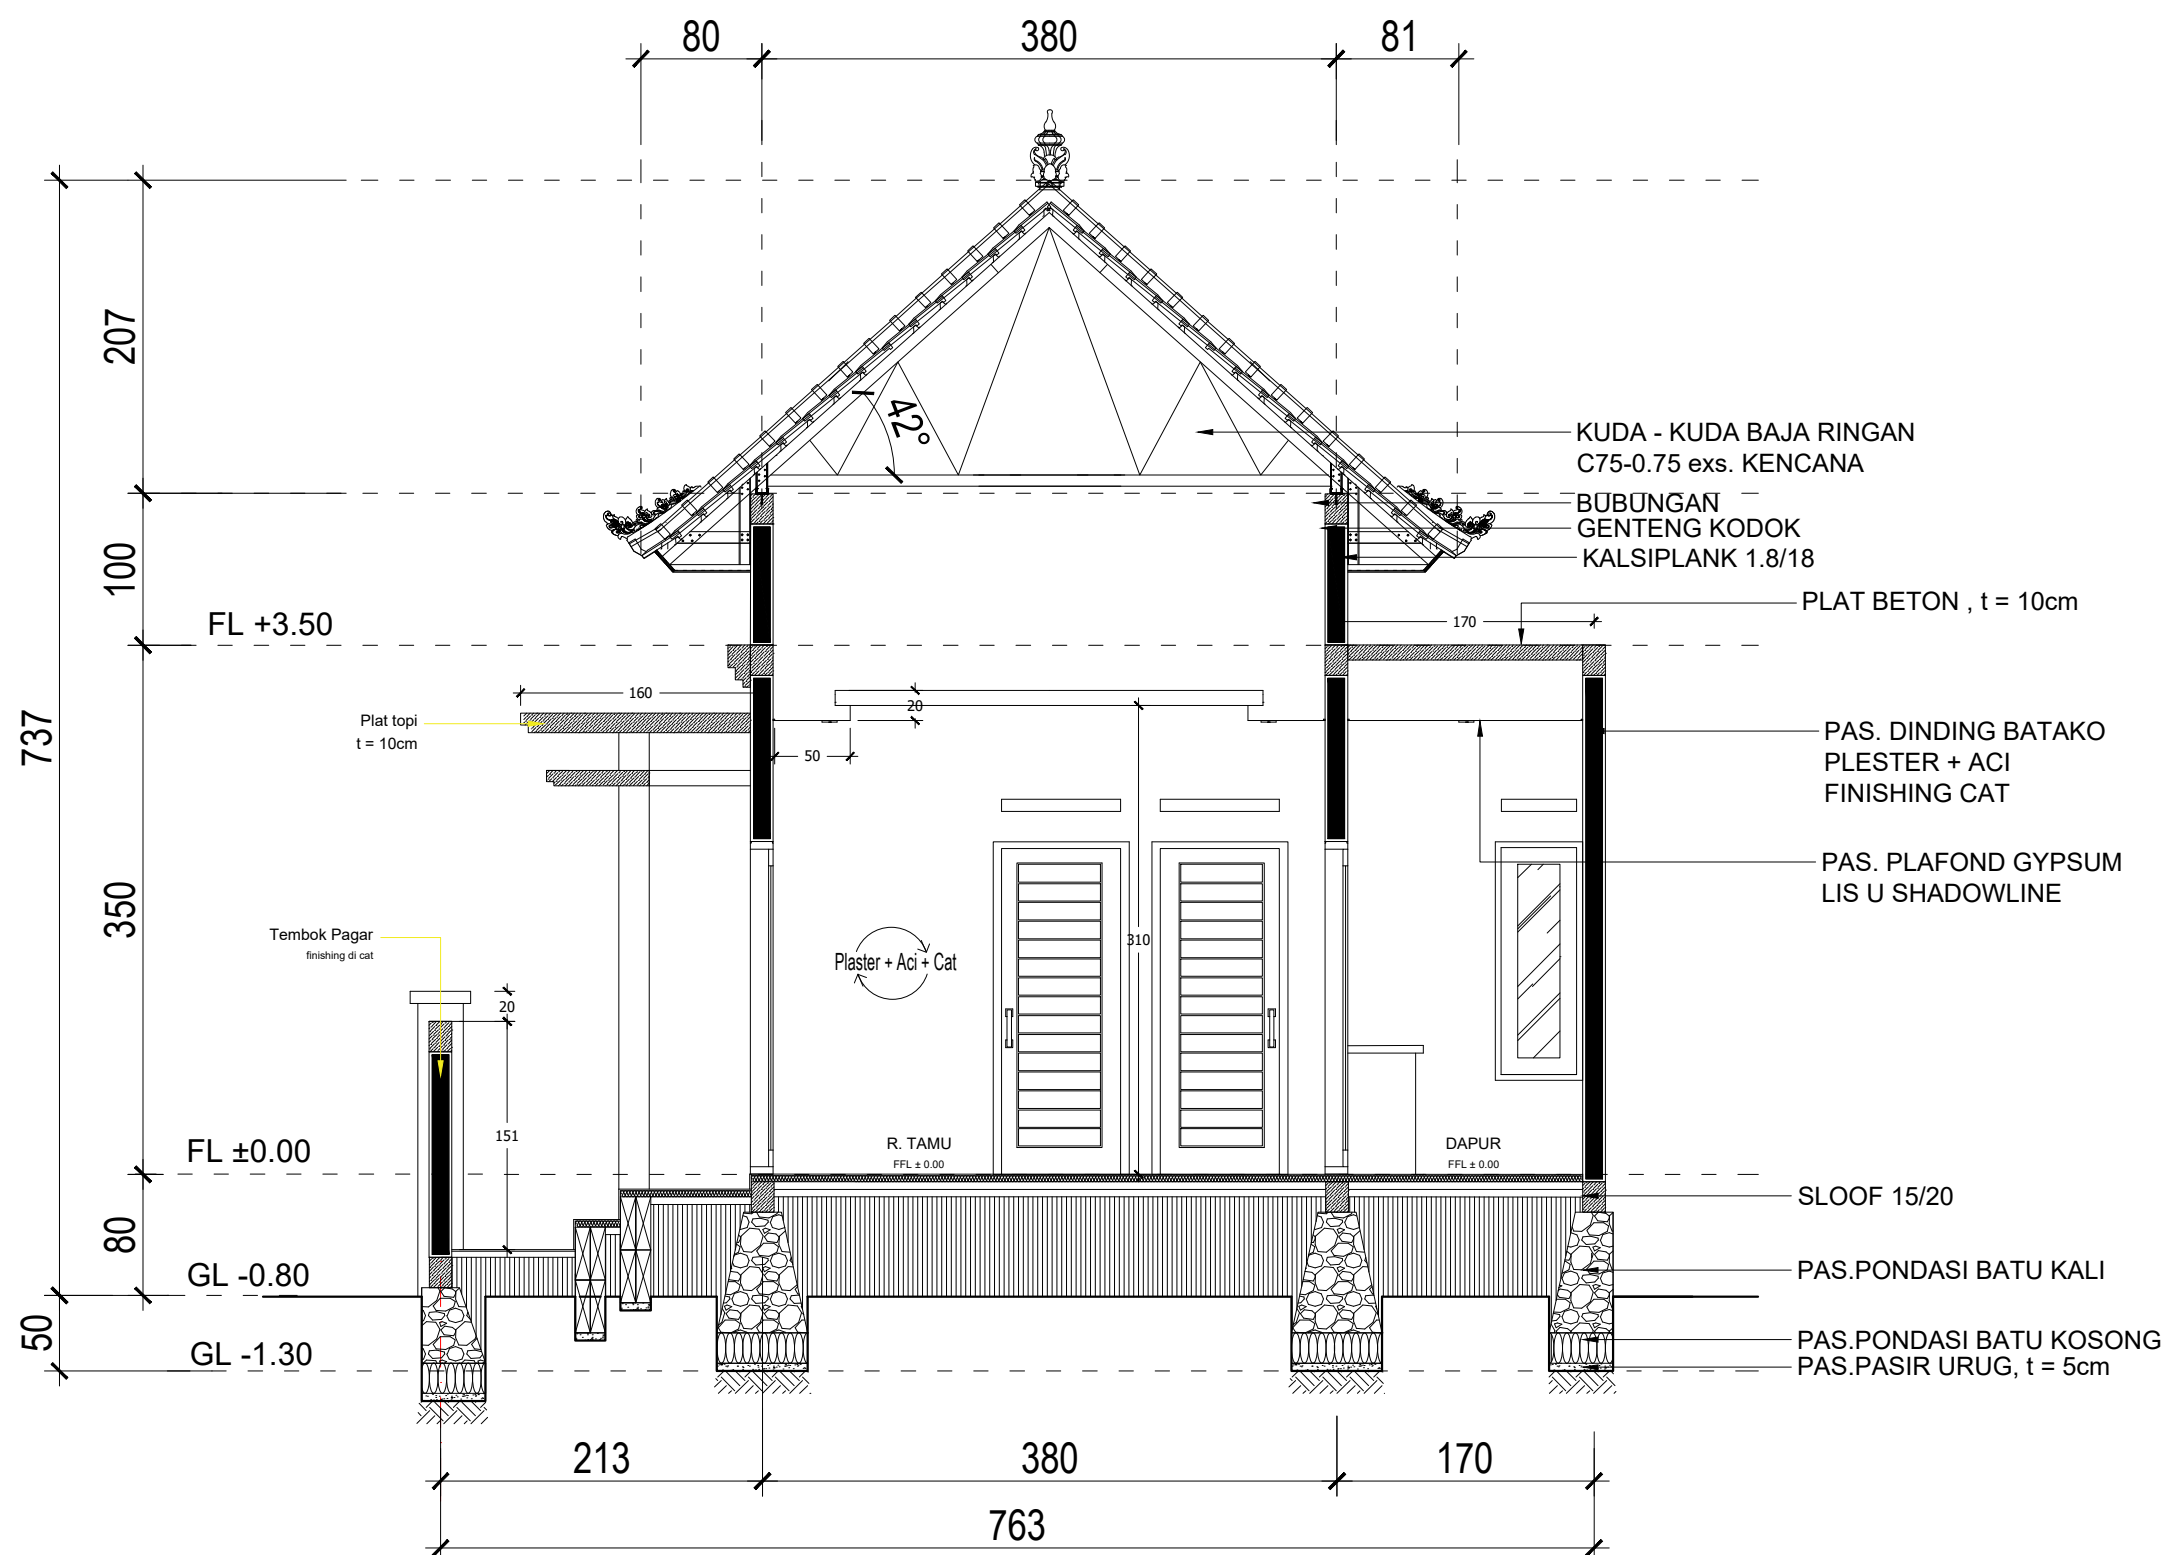 80
380
81
737
207
100
350
80
50
42°
KUDA - KUDA BAJA RINGAN
C75-0.75 exs. KENCANA
BUBUNGAN
GENTENG KODOK
KALSIPLANK 1.8/18
PLAT BETON , t = 10cm
170
FL +3.50
160
20
Plat topi
t = 10cm
50
PAS. DINDING BATAKO
PLESTER + ACI
FINISHING CAT
PAS. PLAFOND GYPSUM
LIS U SHADOWLINE
Tembok Pagar
finishing di cat
Plaster + Aci + Cat
310
20
151
R. TAMU
FFL ± 0.00
DAPUR
FFL ± 0.00
FL ±0.00
SLOOF 15/20
GL -0.80
PAS.PONDASI BATU KALI
PAS.PONDASI BATU KOSONG
GL -1.30
PAS.PASIR URUG, t = 5cm
213
380
170
763